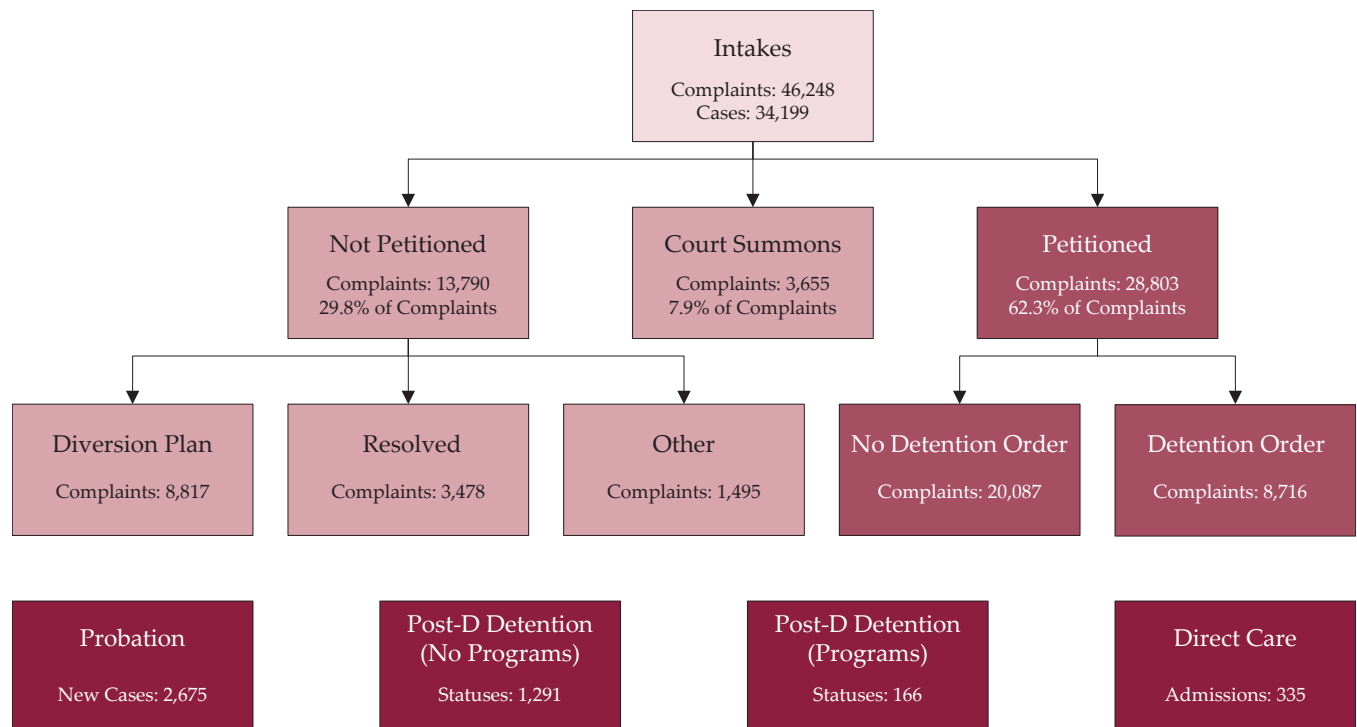 Intakes
Complaints: 46,248
Cases: 34,199
Not Petitioned
Complaints: 13,790
29.8% of Complaints
Court Summons
Complaints: 3,655
7.9% of Complaints
Petitioned
Complaints: 28,803
62.3% of Complaints
Diversion Plan
Complaints: 8,817
Resolved
Complaints: 3,478
Other
Complaints: 1,495
No Detention Order
Complaints: 20,087
Detention Order
Complaints: 8,716
Probation
New Cases: 2,675
Post-D Detention
(No Programs)
Statuses: 1,291
Post-D Detention
(Programs)
Statuses: 166
Direct Care
Admissions: 335